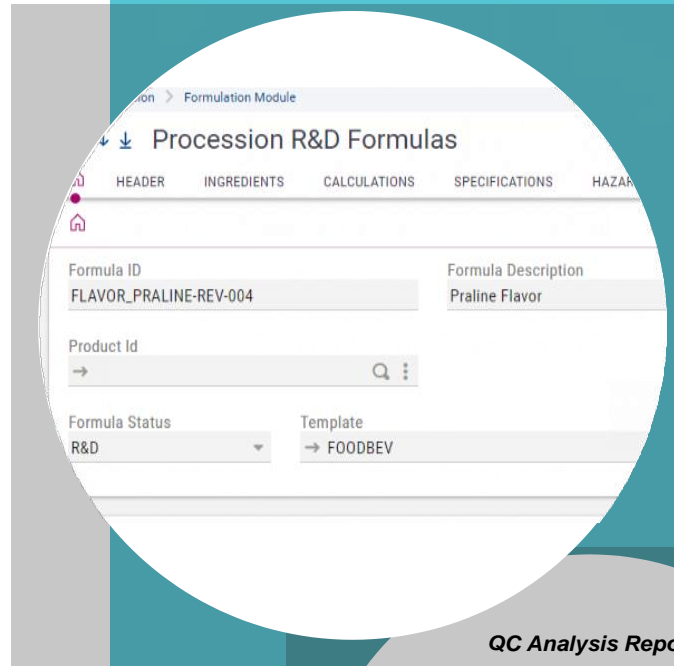 > Formulation Module
Procession R&D Formulas
HEADER INGREDIENTS CALCULATIONS SPECIFICATIONS
Formula ID Formula Description
FLAVOR_PRALINE-REV-004 Praline Flavor
Product Id
→
Formula Status Template
R&D → FOODBEV
QC Analysis